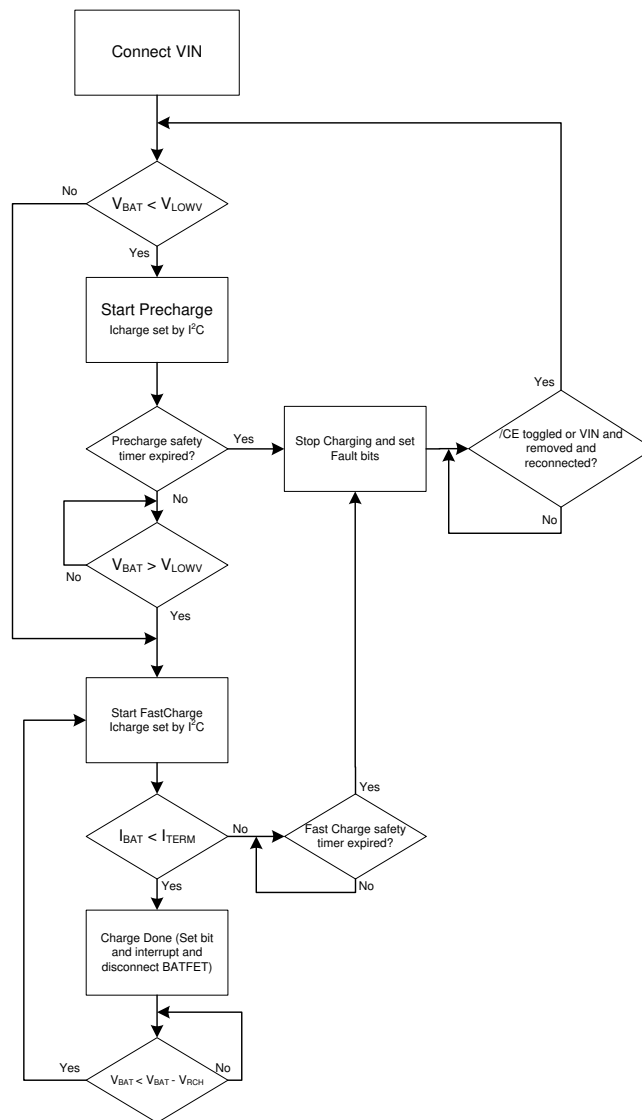 Connect VIN
No
VBAT < VLOWV
Yes
Start Precharge
Icharge set by I2C
Yes
Precharge safety
timer expired?
Yes
Stop Charging and set
Fault bits
/CE toggled or VIN and
removed and
reconnected?
No
No
VBAT > VLOWV
No
Yes
Start FastCharge
Icharge set by I2C
Yes
IBAT < ITERM
No
Fast Charge safety
timer expired?
No
Yes
Charge Done (Set bit
and interrupt and
disconnect BATFET)
Yes
VBAT < VBAT - VRCH
No